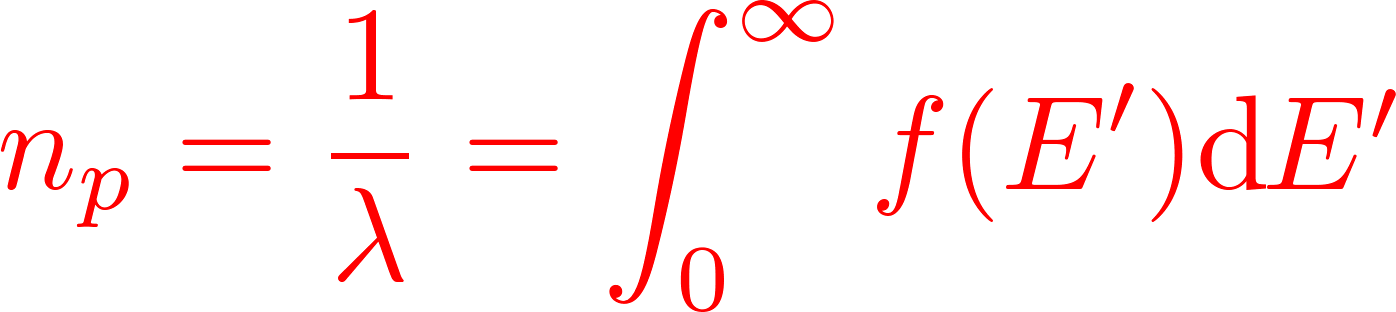 $n_p = \frac{1}{\lambda} = \int_0^\infty f(E')\mathrm{d}E'$